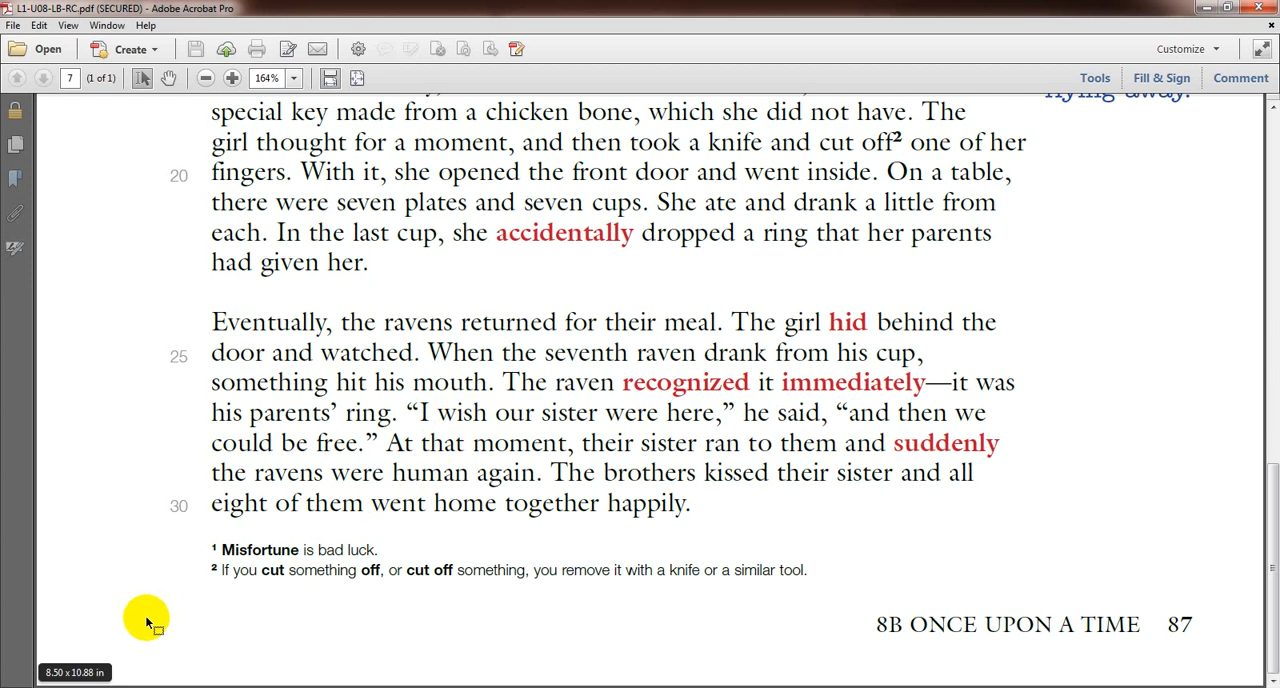 L1-U08-LB-RC.pdf (SECURED) - Adobe Acrobat Pro
File Edit View Window Help
Open Create Customize
7 (1 of 1) 164% Tools Fill & Sign Comment
flying away.
special key made from a chicken bone, which she did not have. The
girl thought for a moment, and then took a knife and cut off² one of her
20 fingers. With it, she opened the front door and went inside. On a table,
there were seven plates and seven cups. She ate and drank a little from
each. In the last cup, she accidentally dropped a ring that her parents
had given her.
Eventually, the ravens returned for their meal. The girl hid behind the
25 door and watched. When the seventh raven drank from his cup,
something hit his mouth. The raven recognized it immediately—it was
his parents’ ring. “I wish our sister were here,” he said, “and then we
could be free.” At that moment, their sister ran to them and suddenly
the ravens were human again. The brothers kissed their sister and all
30 eight of them went home together happily.
¹ Misfortune is bad luck.
² If you cut something off, or cut off something, you remove it with a knife or a similar tool.
8B ONCE UPON A TIME 87
8.50 x 10.88 in